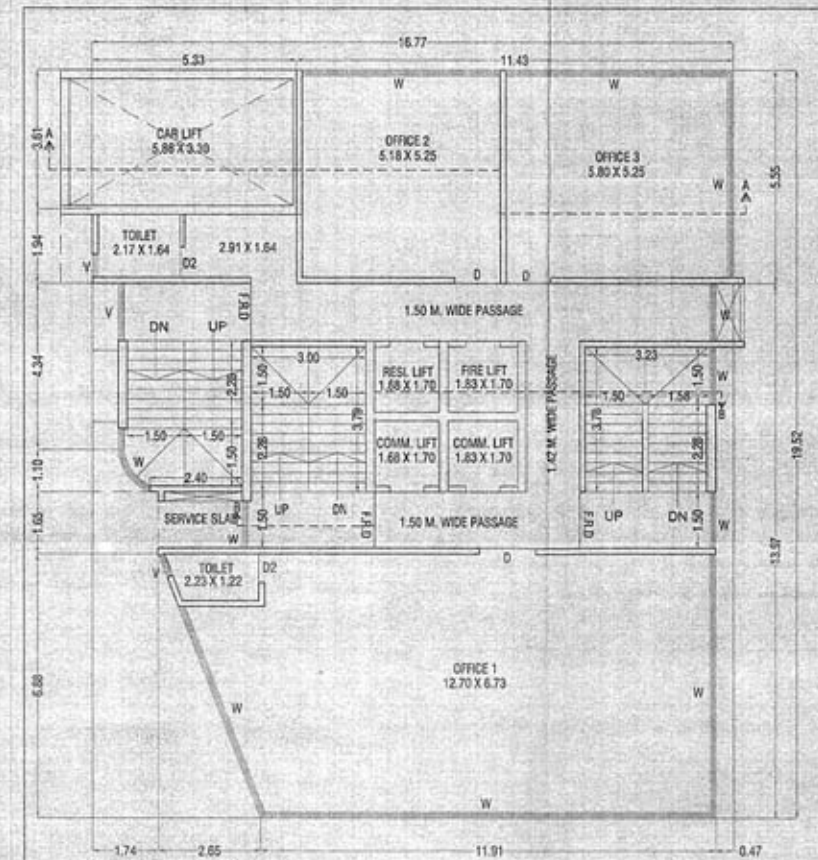 16.77
5.33
11.43
W
W
3.61
A
CAR LIFT
5.86 X 3.39
OFFICE 2
5.18 X 5.25
OFFICE 3
5.80 X 5.25
W
A
5.55
1.94
TOILET
2.17 X 1.64
2.91 X 1.64
V
D2
D
D
V
F.R.D
1.50 M. WIDE PASSAGE
W
DN
UP
4.34
2.28
1.50
3.00
1.50
1.50
3.79
2.28
RESI. LIFT
1.68 X 1.70
FIRE LIFT
1.83 X 1.70
1.42 M. WIDE PASSAGE
3.23
1.50
1.50
1.58
3.78
2.28
W
19.52
1.50
1.50
COMM. LIFT
1.68 X 1.70
COMM. LIFT
1.83 X 1.70
1.10
W
1.50
2.40
1.65
SERVICE SLAB
W
UP
DN
1.50
F.R.D
1.50 M. WIDE PASSAGE
F.R.D
UP
DN
1.50
W
13.97
V
TOILET
2.23 X 1.22
D2
D
6.88
OFFICE 1
12.70 X 6.73
W
W
W
1.74
2.65
11.91
0.47